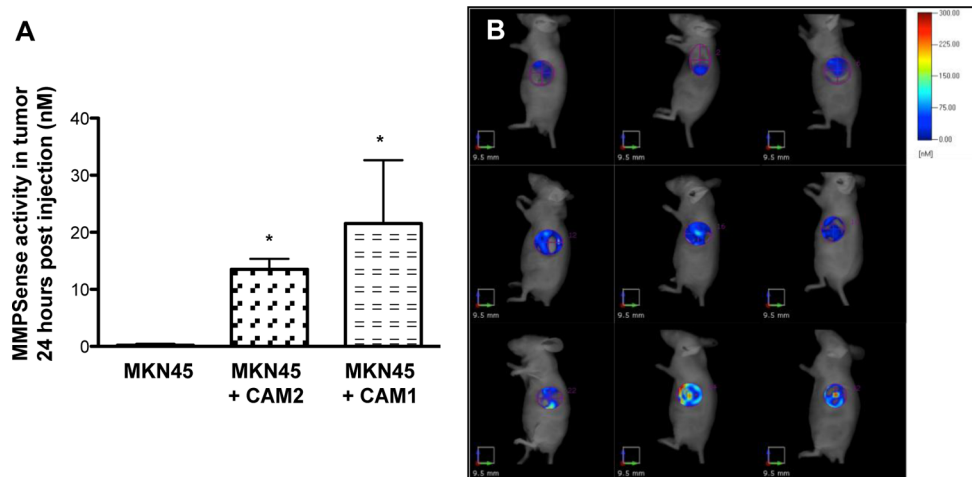 A
MMPSense activity in tumor
24 hours post injection (nM)
40
30
20
10
0
*
*
MKN45
MKN45
+ CAM2
MKN45
+ CAM1
B
300.00
225.00
150.00
75.00
0.00
[nM]
9.5 mm
9.5 mm
9.5 mm
9.5 mm
9.5 mm
9.5 mm
9.5 mm
9.5 mm
9.5 mm